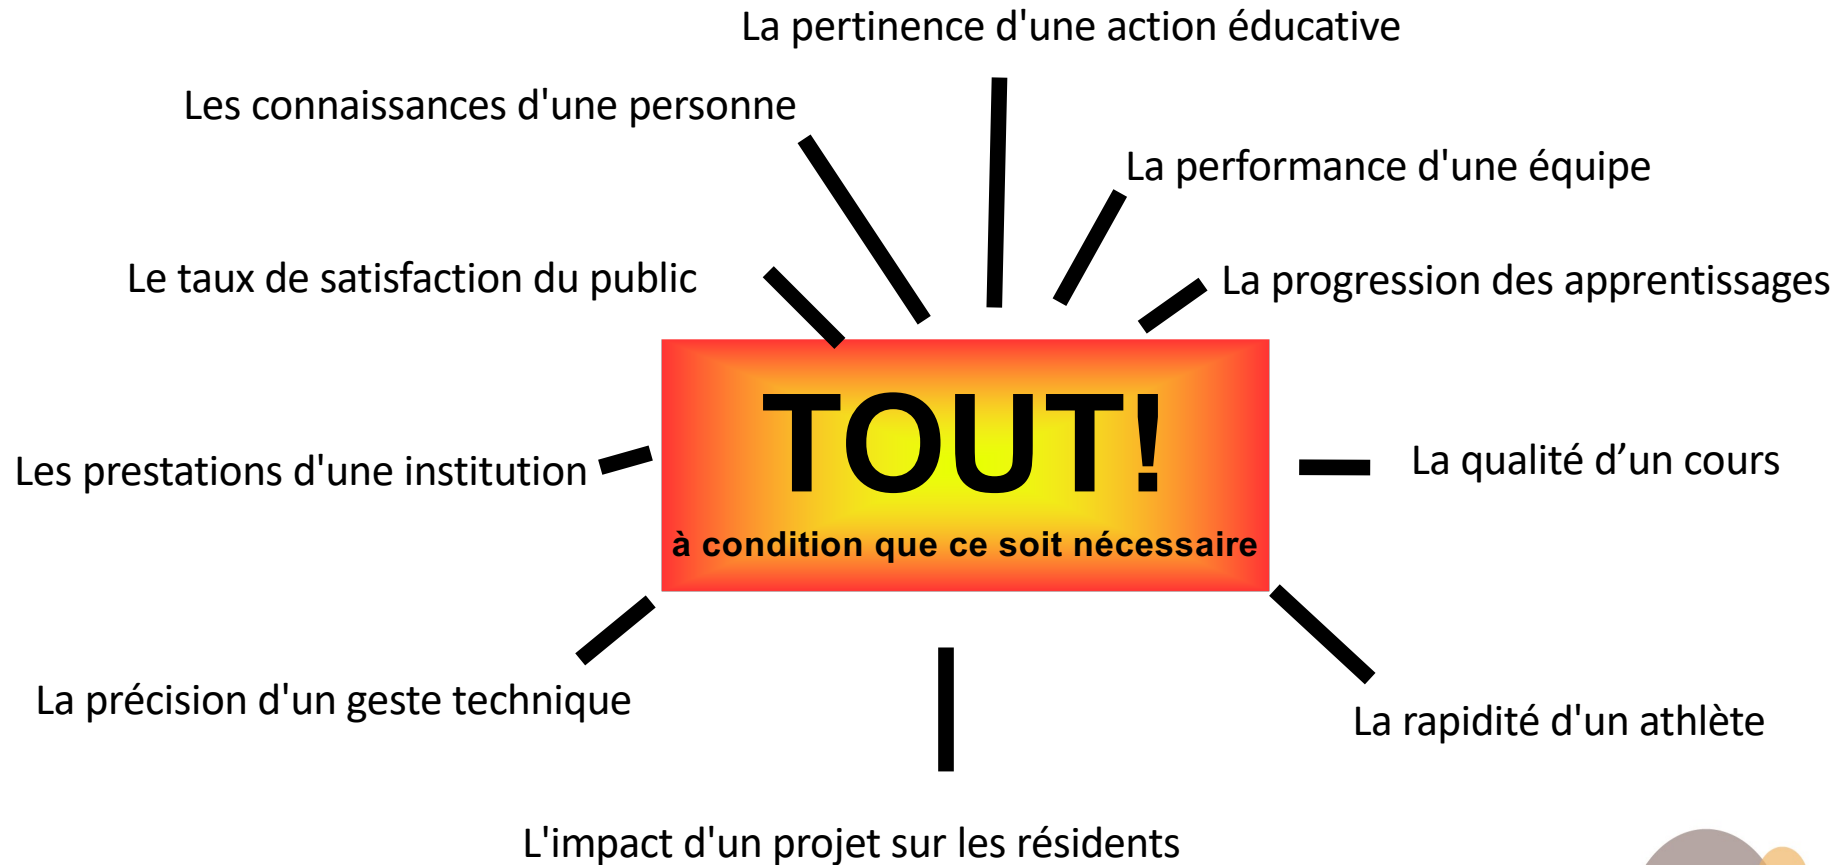 La pertinence d'une action éducative
Les connaissances d'une personne
La performance d'une équipe
Le taux de satisfaction du public
La progression des apprentissages
TOUT!
Les prestations d'une institution
La qualité d’un cours
à condition que ce soit nécessaire
La précision d'un geste technique
La rapidité d'un athlète
L'impact d'un projet sur les résidents